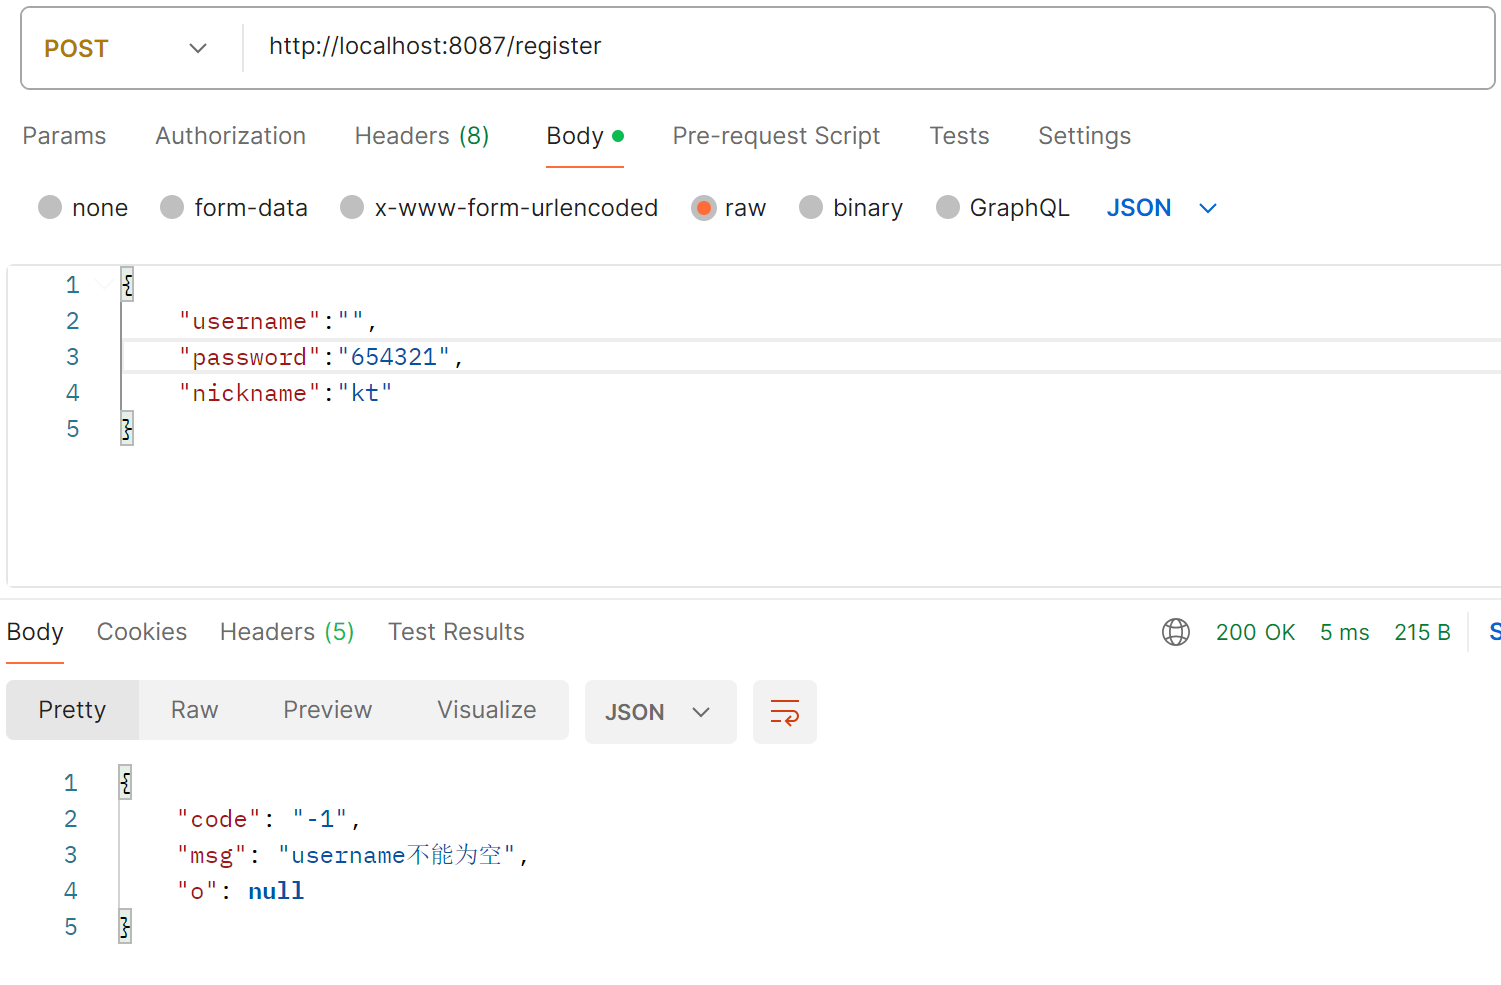 POST http://localhost:8087/register
Params Authorization Headers (8) Body Pre-request Script Tests Settings
none form-data x-www-form-urlencoded raw binary GraphQL JSON
1 {
2 "username":"",
3 "password":"654321",
4 "nickname":"kt"
5 }
Body Cookies Headers (5) Test Results 200 OK 5 ms 215 B
Pretty Raw Preview Visualize JSON
1 {
2 "code": "-1",
3 "msg": "username不能为空",
4 "o": null
5 }